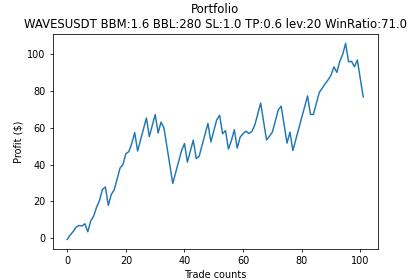 Portfolio
WAVESUSDT BBM:1.6 BBL:280 SL:1.0 TP:0.6 lev:20 WinRatio:71.0
Profit ($)
100
80
60
40
20
0
0 20 40 60 80 100
Trade counts